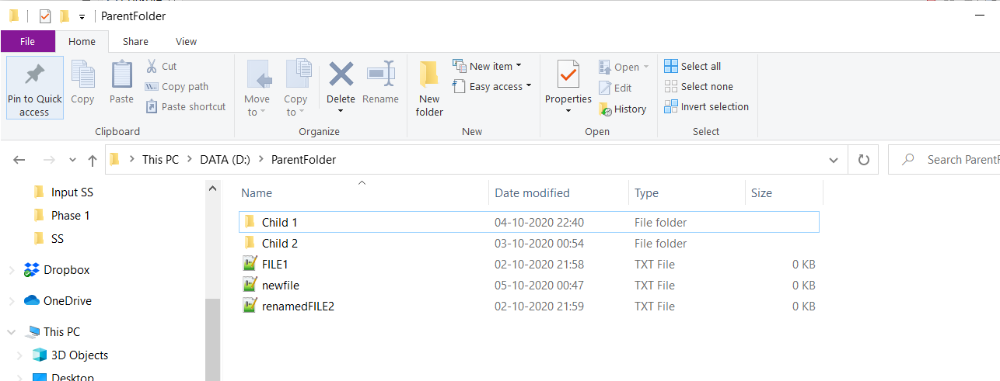 ParentFolder
File Home Share View
Pin to Quick access
Copy
Paste
Cut
Copy path
Paste shortcut
Clipboard
Move to
Copy to
Delete
Rename
Organize
New folder
New item
Easy access
New
Properties
Open
Edit
History
Open
Select all
Select none
Invert selection
Select
This PC > DATA (D:) > ParentFolder
Search ParentF
Input SS
Phase 1
SS
Dropbox
OneDrive
This PC
3D Objects
Desktop
Name Date modified Type Size
Child 1 04-10-2020 22:40 File folder
Child 2 03-10-2020 00:54 File folder
FILE1 02-10-2020 21:58 TXT File 0 KB
newfile 05-10-2020 00:47 TXT File 0 KB
renamedFILE2 02-10-2020 21:59 TXT File 0 KB